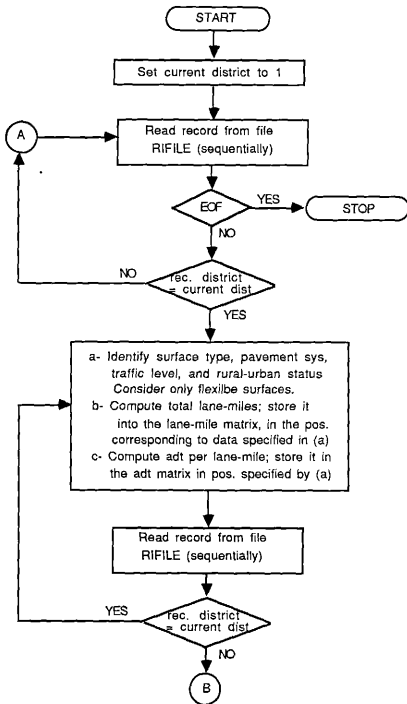 START
Set current district to 1
A
Read record from file
RIFILE (sequentially)
EOF
YES
STOP
NO
NO
rec. district
= current dist
YES
a- Identify surface type, pavement sys,
traffic level, and rural-urban status
Consider only flexilbe surfaces.
b- Compute total lane-miles; store it
into the lane-mile matrix, in the pos.
corresponding to data specified in (a)
c- Compute adt per lane-mile; store it in
the adt matrix in pos. specified by (a)
Read record from file
RIFILE (sequentially)
YES
rec. district
= current dist
NO
B